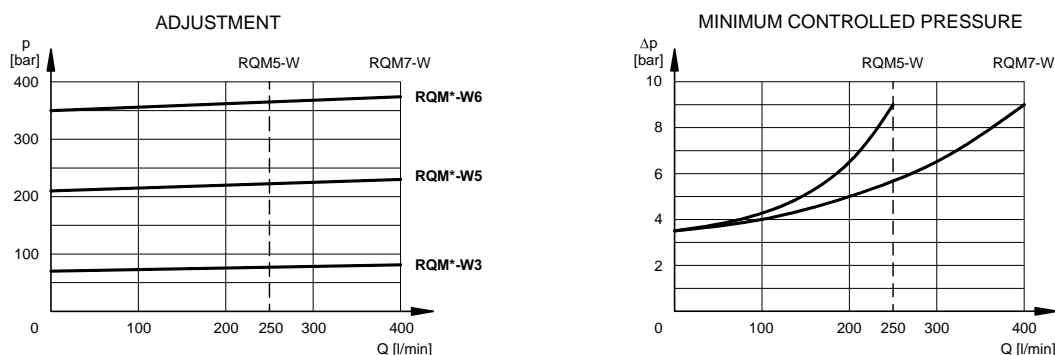 ADJUSTMENT
p
[bar]
RQM5-W
RQM7-W
400
RQM*-W6
300
RQM*-W5
200
100
RQM*-W3
0
100
200
250
300
400
Q [l/min]
MINIMUM CONTROLLED PRESSURE
Δp
[bar]
RQM5-W
RQM7-W
10
8
6
4
2
0
100
200
250
300
400
Q [l/min]